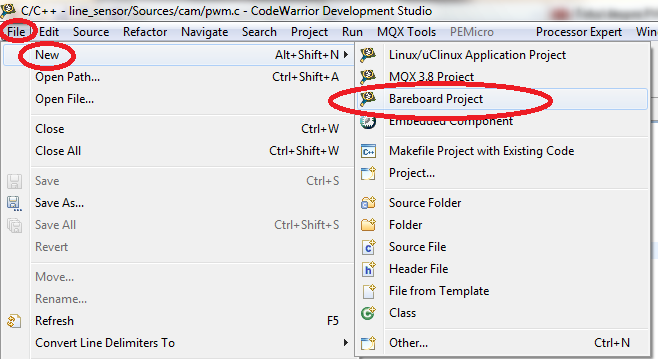 C/C++ - line_sensor/Sources/cam/pwm.c - CodeWarrior Development Studio
File Edit Source Refactor Navigate Search Project Run MQX Tools PEMicro Processor Expert Win
New Alt+Shift+N
Open Path... Ctrl+Shift+A
Open File...
Close Ctrl+W
Close All Ctrl+Shift+W
Save Ctrl+S
Save As...
Save All Ctrl+Shift+S
Revert
Move...
Rename...
Refresh F5
Convert Line Delimiters To
Linux/uClinux Application Project
MQX 3.8 Project
Bareboard Project
Embedded Component
Makefile Project with Existing Code
Project...
Source Folder
Folder
Source File
Header File
File from Template
Class
Other... Ctrl+N